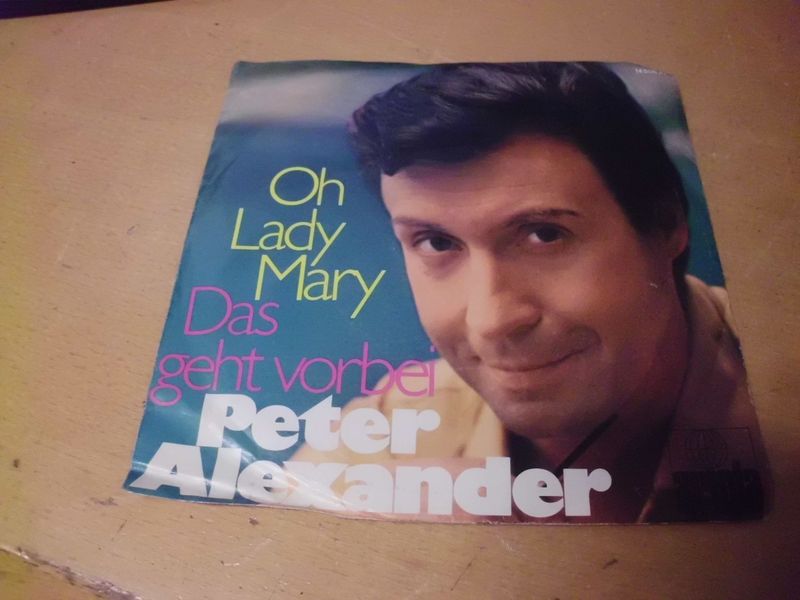 Oh
Lady
Mary
Das
geht vorbei
Peter
Alexander